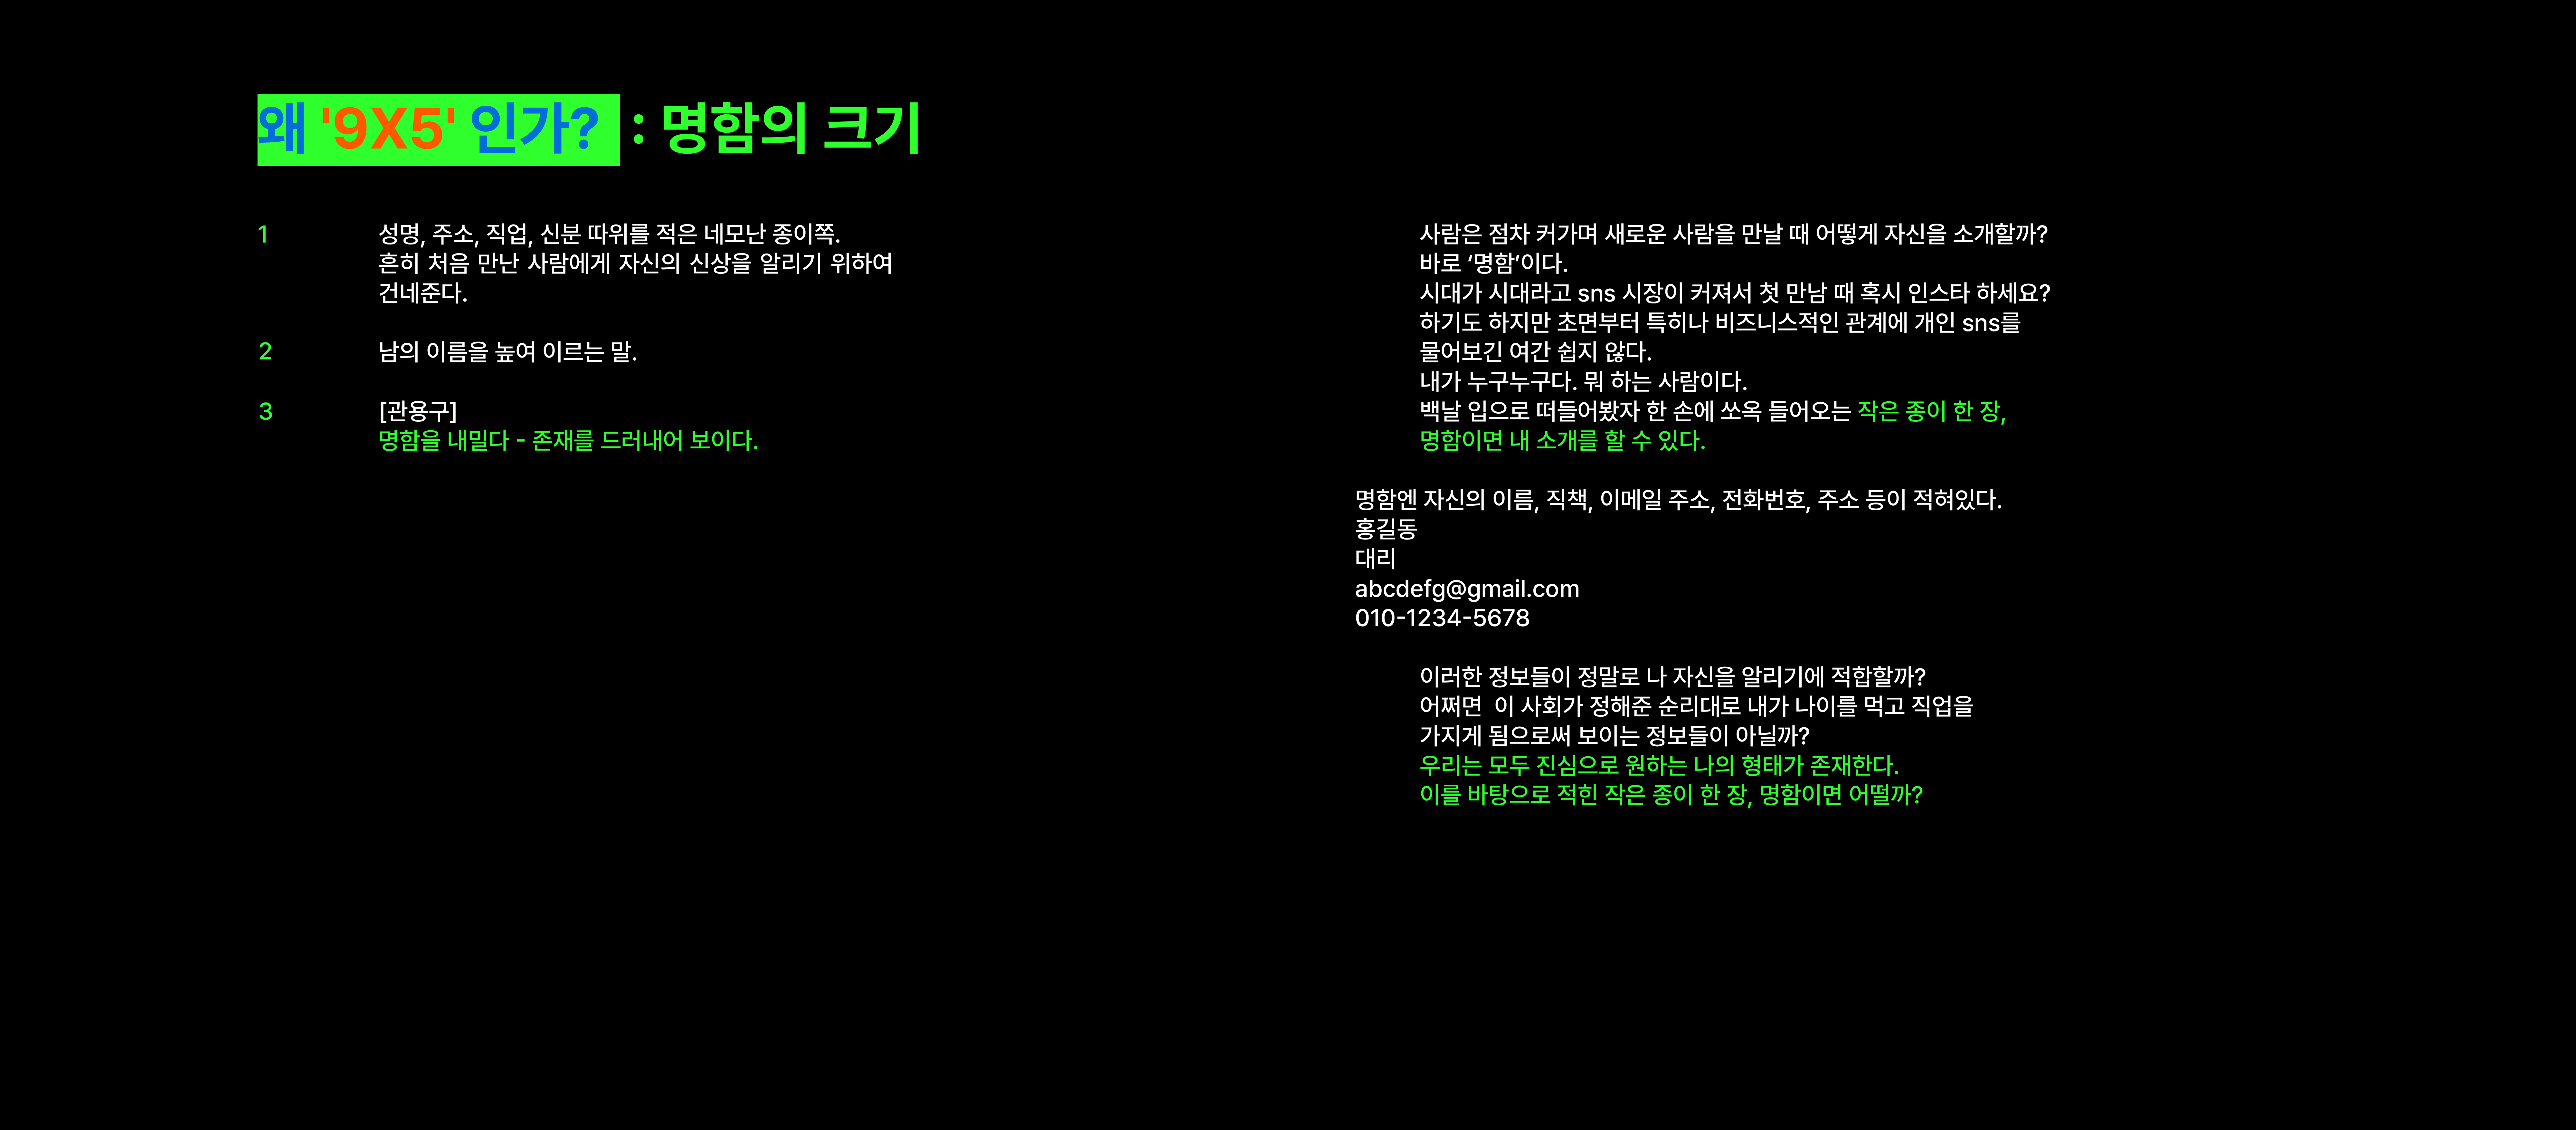 왜 '9X5' 인가? : 명함의 크기
1
성명, 주소, 직업, 신분 따위를 적은 네모난 종이쪽.
흔히 처음 만난 사람에게 자신의 신상을 알리기 위하여
건네준다.
2
남의 이름을 높여 이르는 말.
3
[관용구]
명함을 내밀다 - 존재를 드러내어 보이다.
사람은 점차 커가며 새로운 사람을 만날 때 어떻게 자신을 소개할까?
바로 ‘명함’이다.
시대가 시대라고 sns 시장이 커져서 첫 만남 때 혹시 인스타 하세요?
하기도 하지만 초면부터 특히나 비즈니스적인 관계에 개인 sns를
물어보긴 여간 쉽지 않다.
내가 누구누구다. 뭐 하는 사람이다.
백날 입으로 떠들어봤자 한 손에 쏘옥 들어오는 작은 종이 한 장,
명함이면 내 소개를 할 수 있다.
명함엔 자신의 이름, 직책, 이메일 주소, 전화번호, 주소 등이 적혀있다.
홍길동
대리
abcdefg@gmail.com
010-1234-5678
이러한 정보들이 정말로 나 자신을 알리기에 적합할까?
어쩌면  이 사회가 정해준 순리대로 내가 나이를 먹고 직업을
가지게 됨으로써 보이는 정보들이 아닐까?
우리는 모두 진심으로 원하는 나의 형태가 존재한다.
이를 바탕으로 적힌 작은 종이 한 장, 명함이면 어떨까?